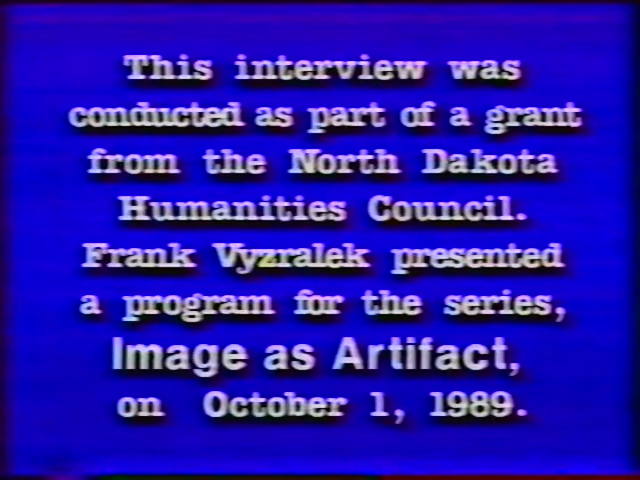 This interview was
conducted as part of a grant
from the North Dakota
Humanities Council.
Frank Vyzralek presented
a program for the series,
Image as Artifact,
on October 1, 1989.